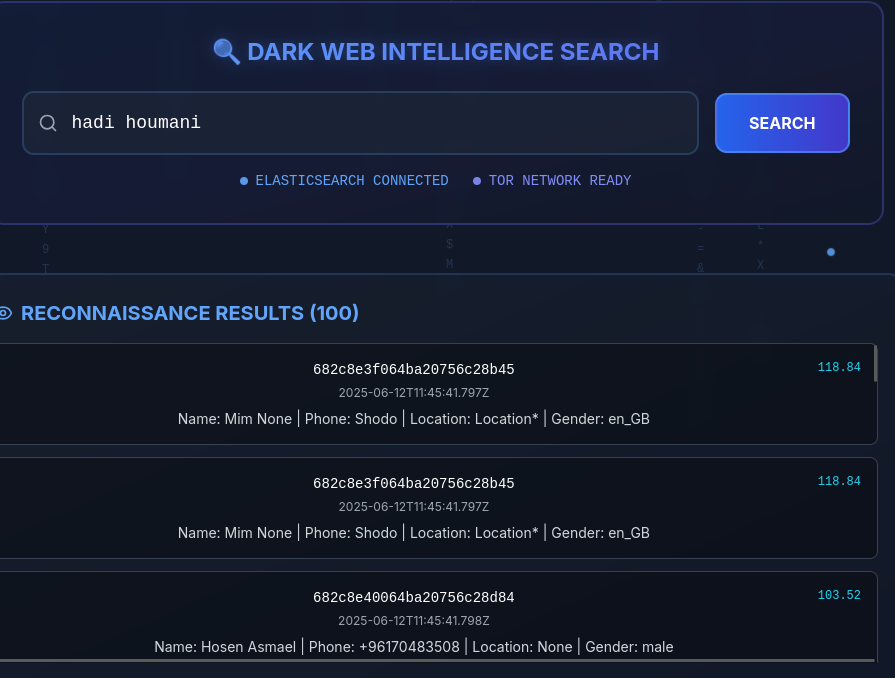 🔍 DARK WEB INTELLIGENCE SEARCH
hadi houmani
SEARCH
ELASTICSEARCH CONNECTED
TOR NETWORK READY
9
T
$
M
=
&
*
X
RECONNAISSANCE RESULTS (100)
682c8e3f064ba20756c28b45
118.84
2025-06-12T11:45:41.797Z
Name: Mim None | Phone: Shodo | Location: Location* | Gender: en_GB
682c8e3f064ba20756c28b45
118.84
2025-06-12T11:45:41.797Z
Name: Mim None | Phone: Shodo | Location: Location* | Gender: en_GB
682c8e40064ba20756c28d84
103.52
2025-06-12T11:45:41.798Z
Name: Hosen Asmael | Phone: +96170483508 | Location: None | Gender: male